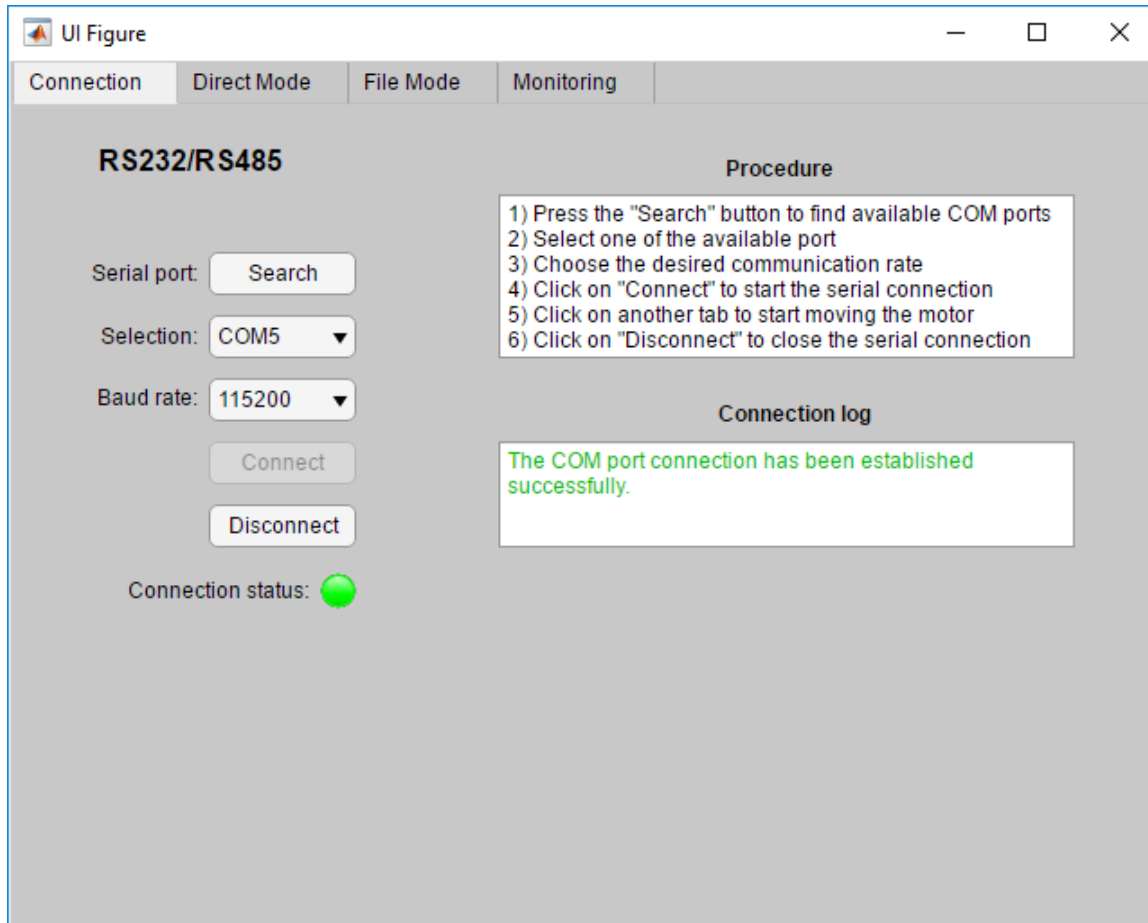 UI Figure
Connection
Direct Mode
File Mode
Monitoring
RS232/RS485
Serial port:
Search
Selection:
COM5
Baud rate:
115200
Connect
Disconnect
Connection status:
Procedure
1) Press the "Search" button to find available COM ports
2) Select one of the available port
3) Choose the desired communication rate
4) Click on "Connect" to start the serial connection
5) Click on another tab to start moving the motor
6) Click on "Disconnect" to close the serial connection
Connection log
The COM port connection has been established
successfully.